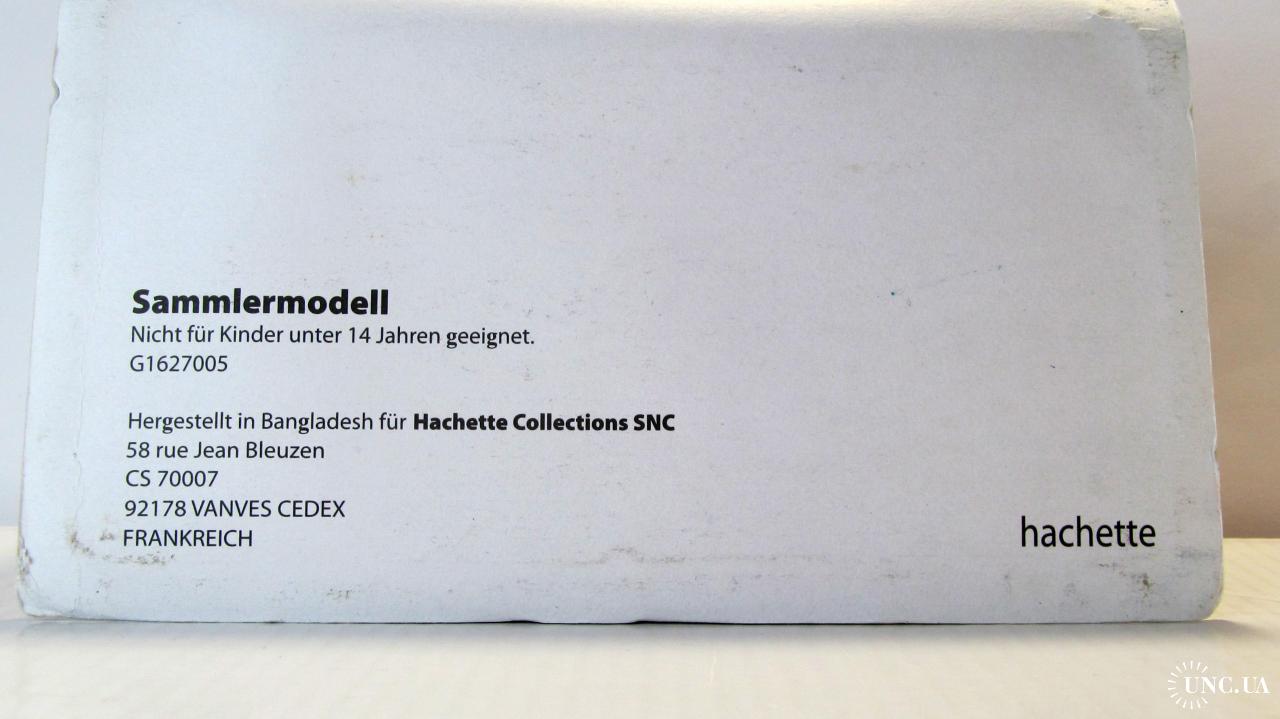 Sammlermodell
Nicht für Kinder unter 14 Jahren geeignet.
G1627005
Hergestellt in Bangladesh für Hachette Collections SNC
58 rue Jean Bleuzen
CS 70007
92178 VANVES CEDEX
FRANKREICH
hachette
UNC.UA